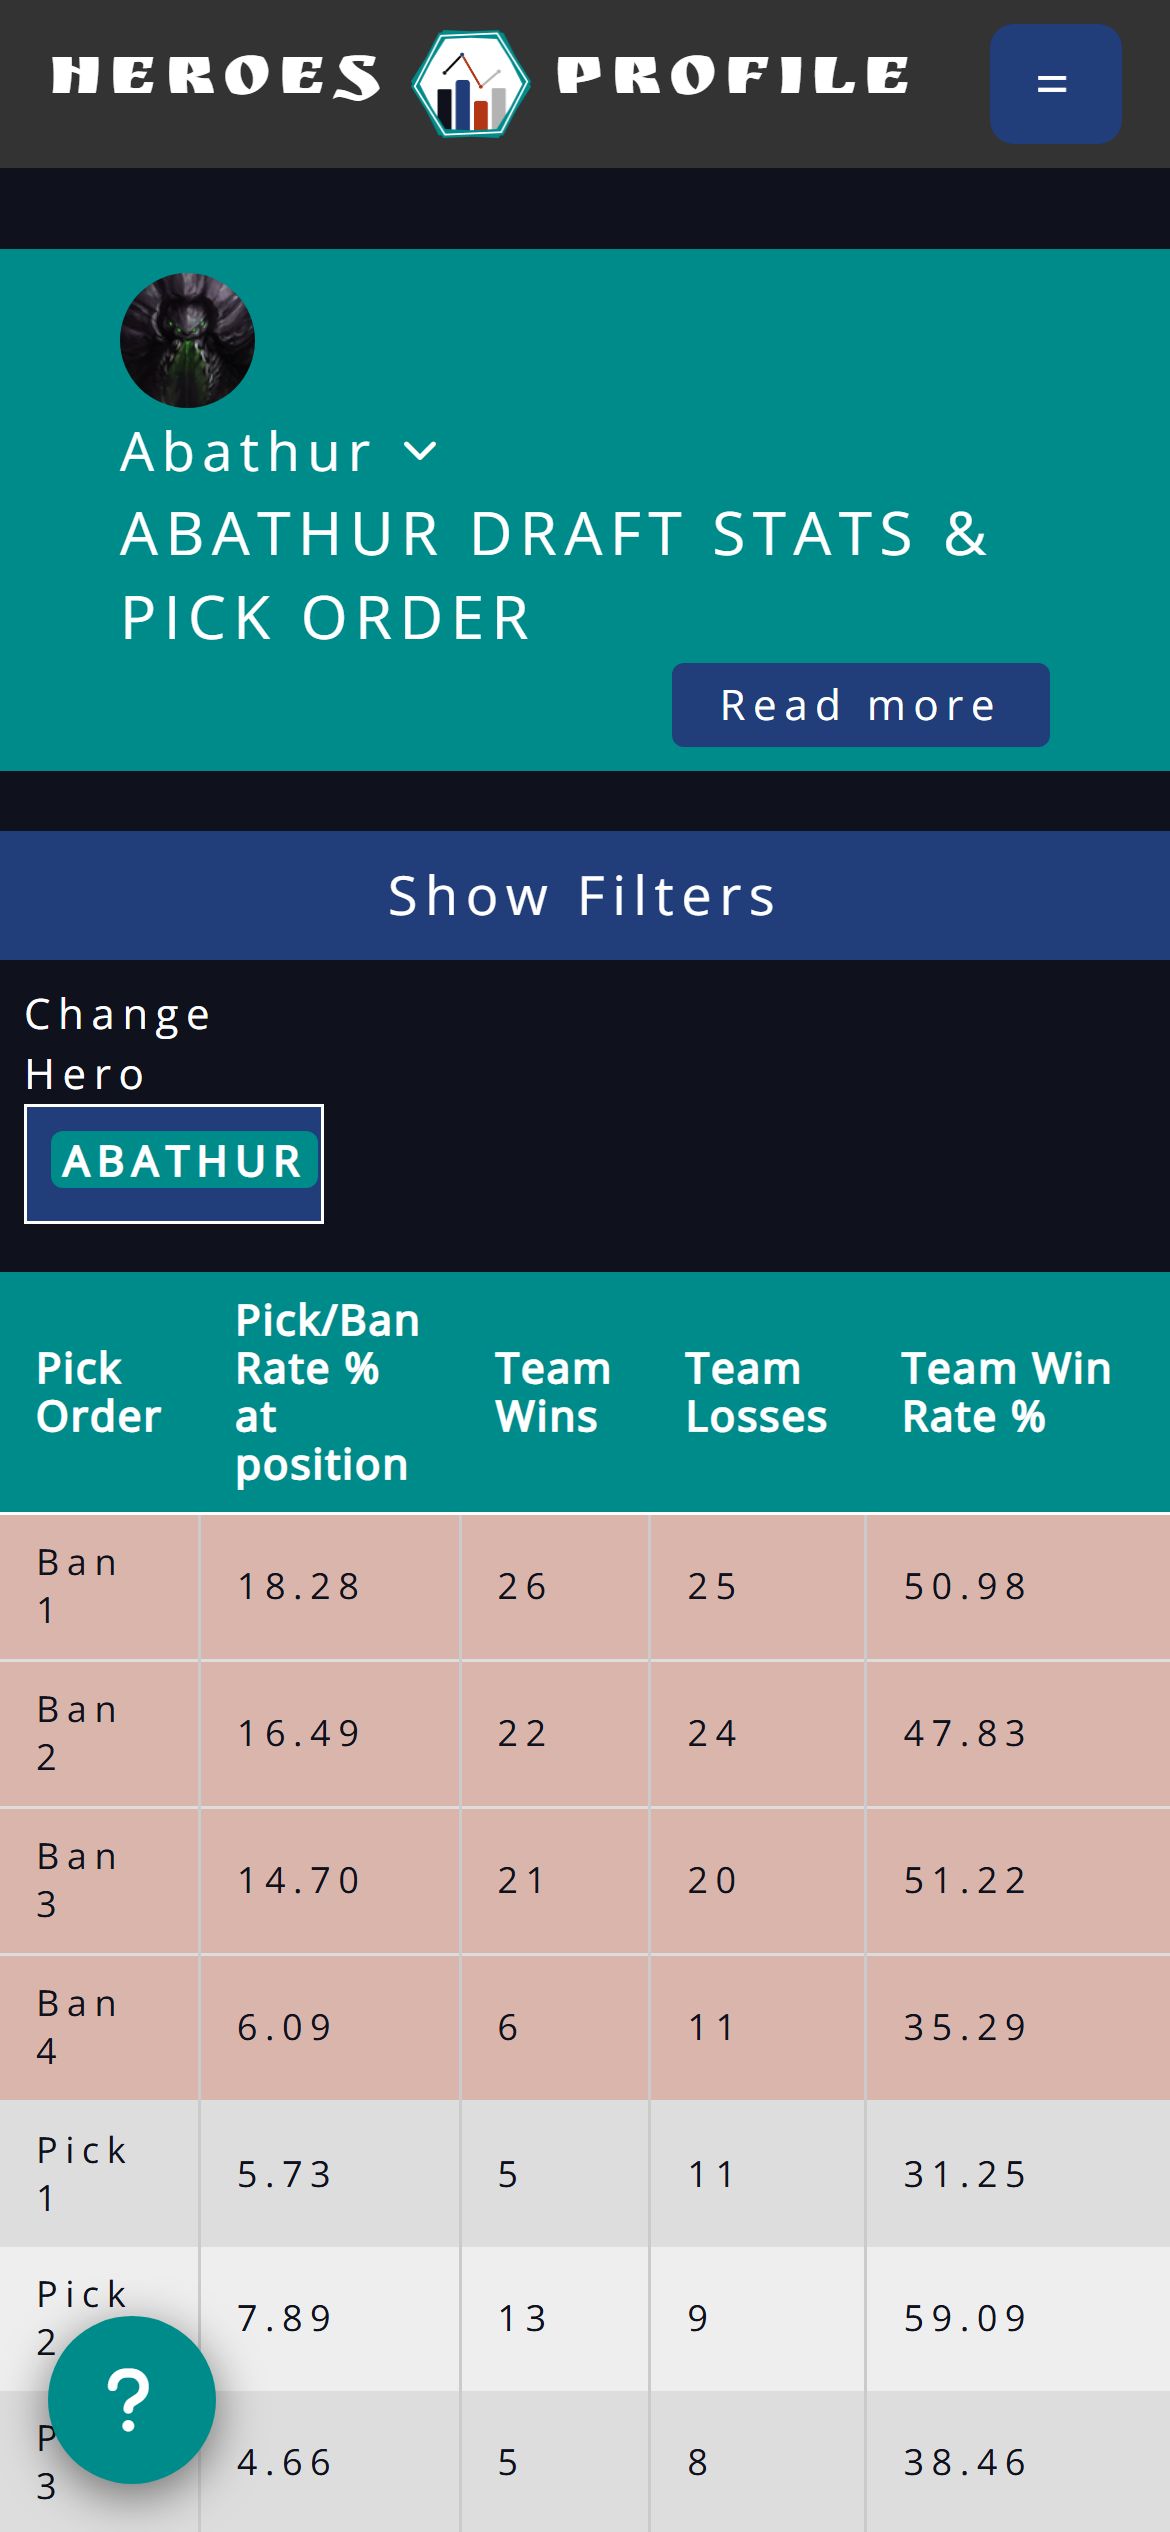 HEROES PROFILE
=
Abathur
ABATHUR DRAFT STATS &
PICK ORDER
Read more
Show Filters
Change
Hero
ABATHUR
Pick Order Pick/Ban Rate % at position Team Wins Team Losses Team Win Rate %
Ban 1 18.28 26 25 50.98
Ban 2 16.49 22 24 47.83
Ban 3 14.70 21 20 51.22
Ban 4 6.09 6 11 35.29
Pick 1 5.73 5 11 31.25
Pick 2 7.89 13 9 59.09
3 4.66 5 8 38.46
?